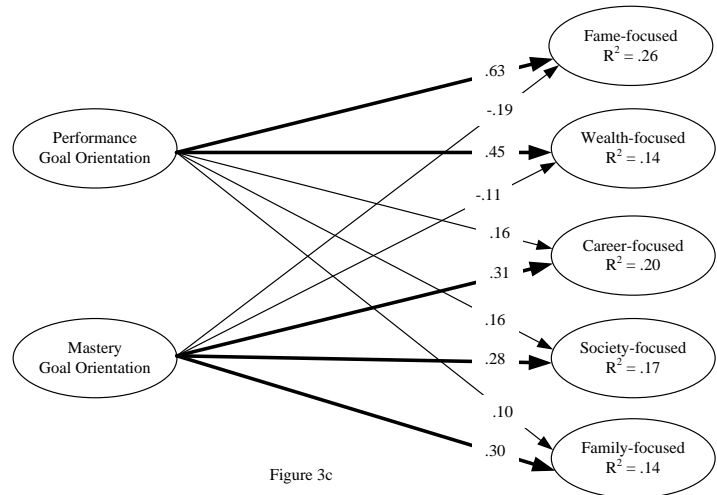 Performance
Goal Orientation
Mastery
Goal Orientation
.63
-.19
.45
-.11
.16
.31
.16
.28
.10
.30
Fame-focused
R² = .26
Wealth-focused
R² = .14
Career-focused
R² = .20
Society-focused
R² = .17
Family-focused
R² = .14
Figure 3c